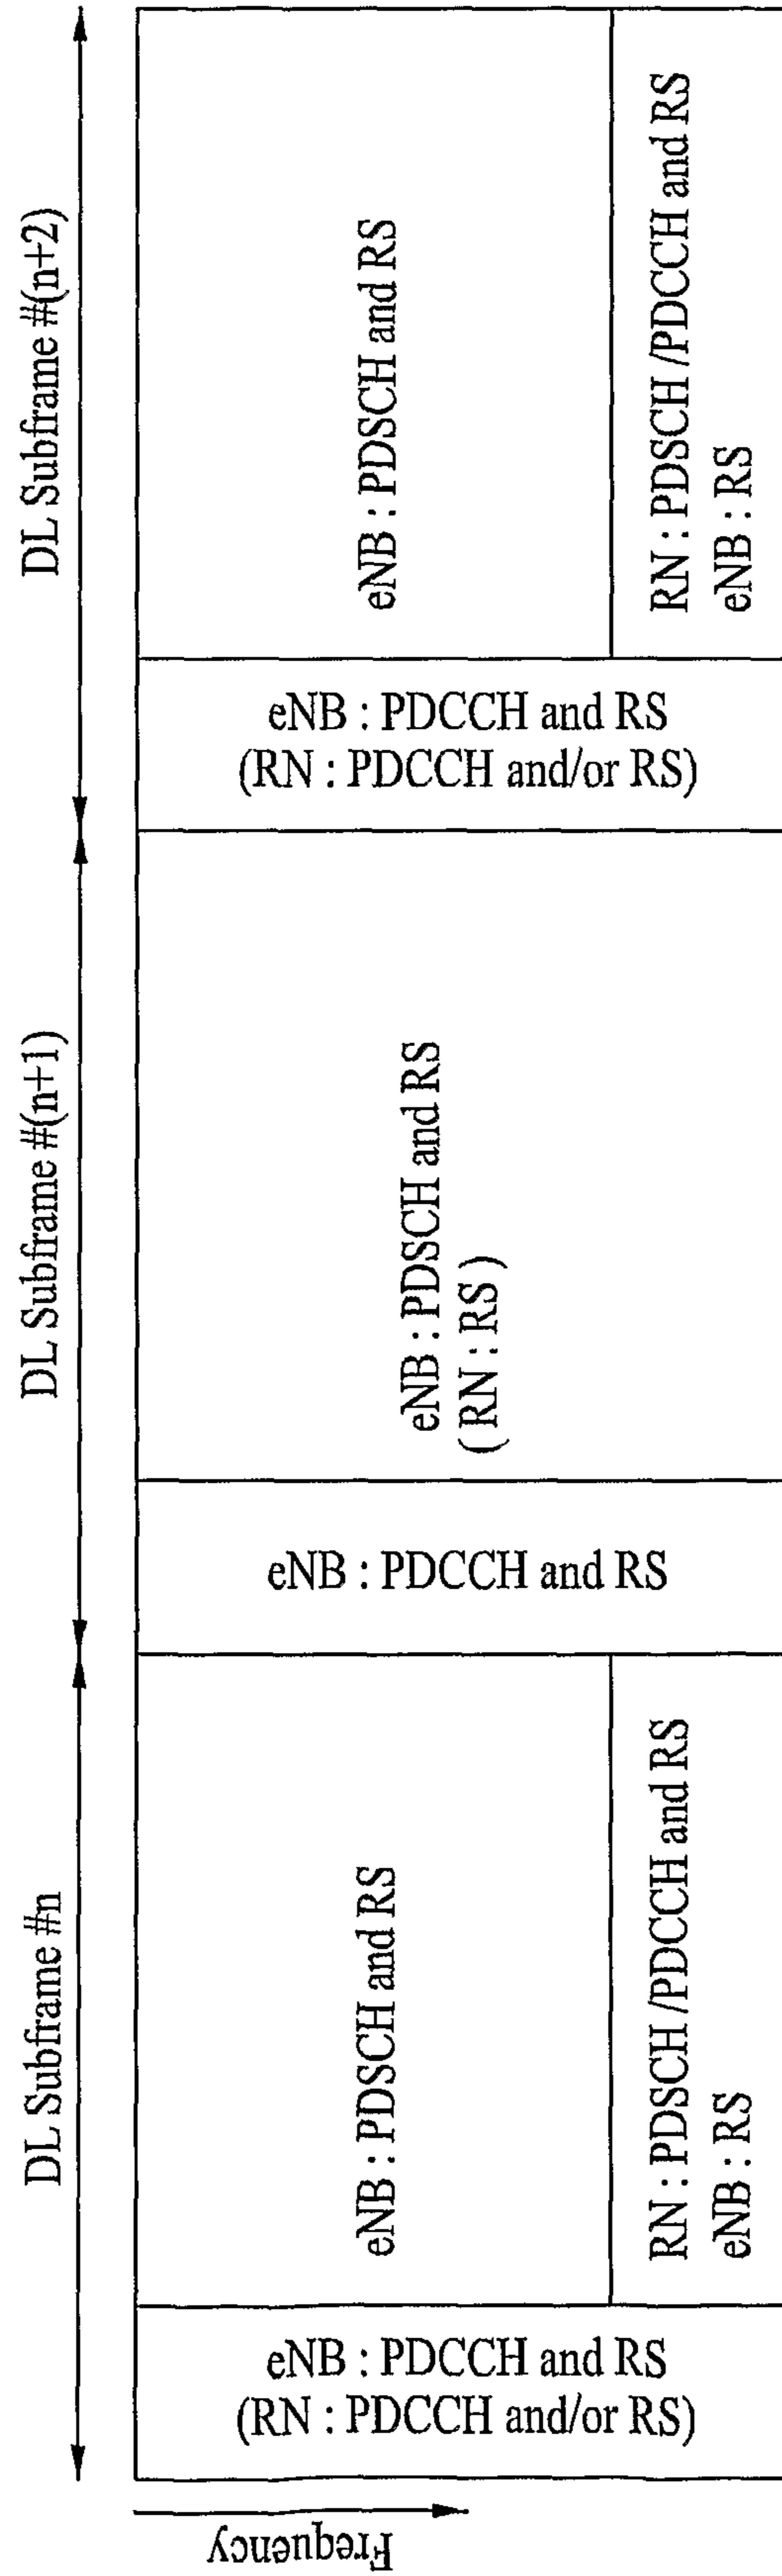 DL Subframe #n
DL Subframe #(n+1)
DL Subframe #(n+2)
Frequency
eNB : PDCCH and RS
(RN : PDCCH and/or RS)
eNB : PDSCH and RS
RN : PDSCH /PDCCH and RS
eNB : RS
eNB : PDCCH and RS
eNB : PDSCH and RS
( RN : RS )
eNB : PDCCH and RS
(RN : PDCCH and/or RS)
eNB : PDSCH and RS
RN : PDSCH /PDCCH and RS
eNB : RS